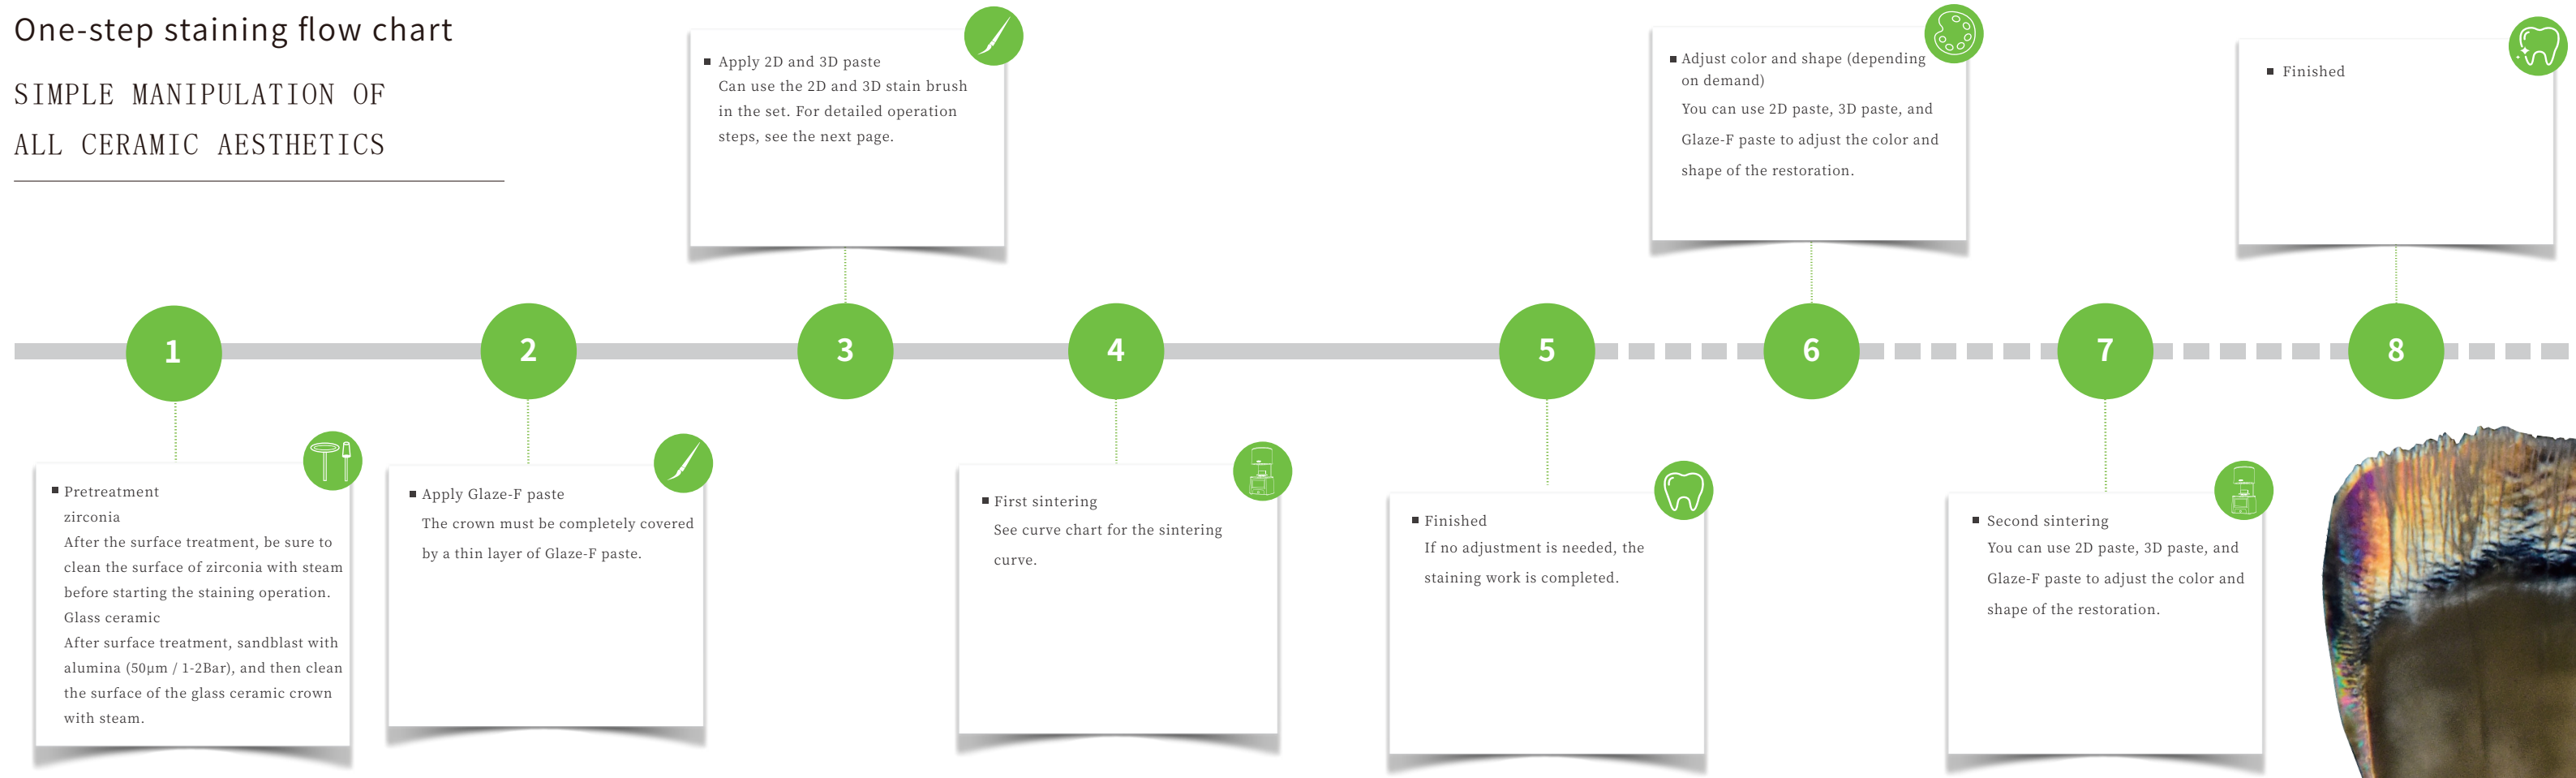 One-step staining flow chart
SIMPLE MANIPULATION OF
ALL CERAMIC AESTHETICS
1
Pretreatment
zirconia
After the surface treatment, be sure to
clean the surface of zirconia with steam
before starting the staining operation.
Glass ceramic
After surface treatment, sandblast with
alumina (50μm / 1-2Bar), and then clean
the surface of the glass ceramic crown
with steam.
2
Apply Glaze-F paste
The crown must be completely covered
by a thin layer of Glaze-F paste.
3
Apply 2D and 3D paste
Can use the 2D and 3D stain brush
in the set. For detailed operation
steps, see the next page.
4
First sintering
See curve chart for the sintering
curve.
5
Finished
If no adjustment is needed, the
staining work is completed.
6
Adjust color and shape (depending
on demand)
You can use 2D paste, 3D paste, and
Glaze-F paste to adjust the color and
shape of the restoration.
7
Second sintering
You can use 2D paste, 3D paste, and
Glaze-F paste to adjust the color and
shape of the restoration.
8
Finished